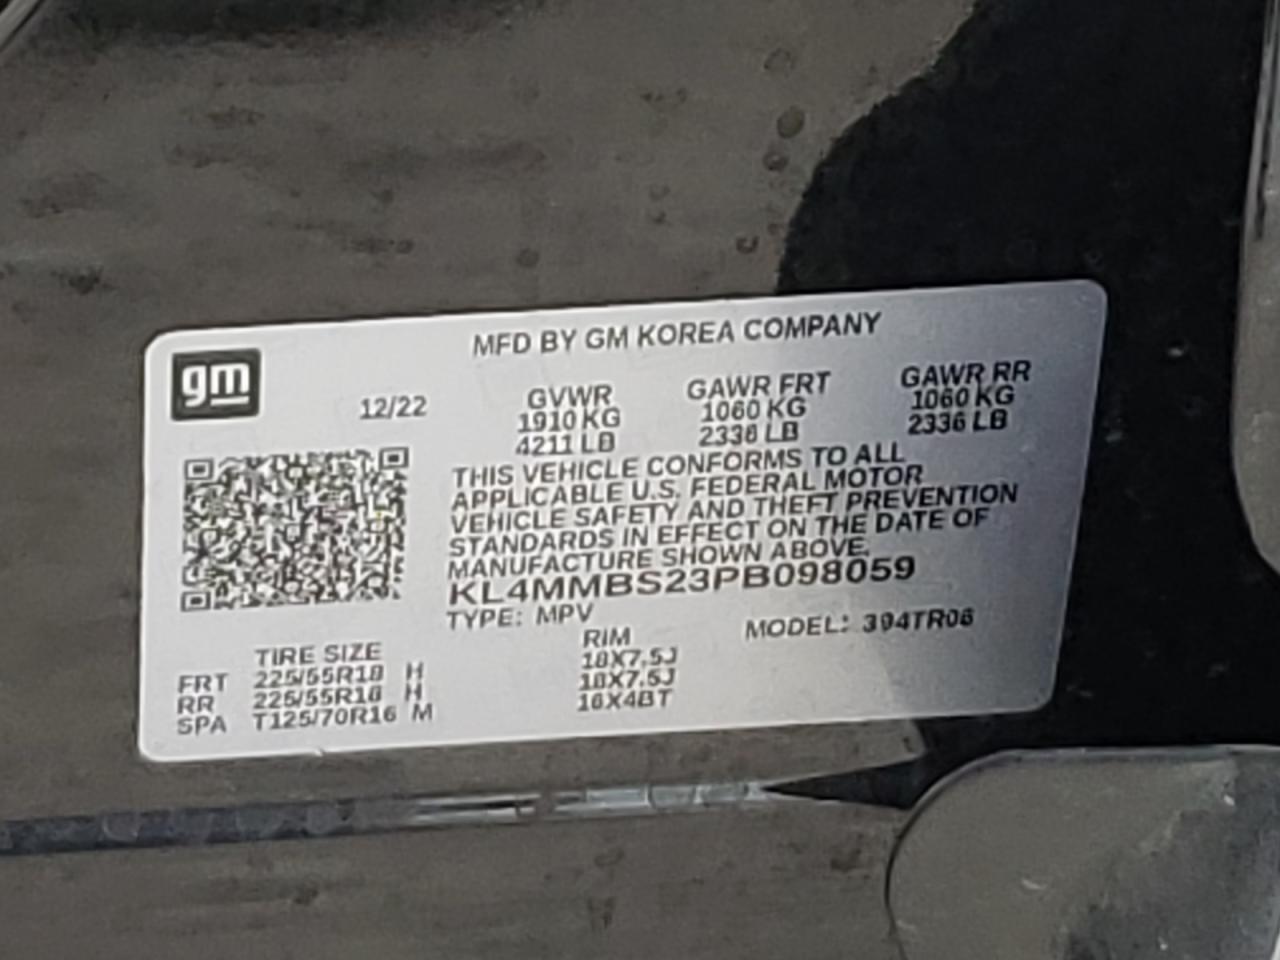 MFD BY GM KOREA COMPANY
gm
12/22
GVWR GAWR FRT GAWR RR
1910 KG 1060 KG 1060 KG
4211 LB 2336 LB 2336 LB
THIS VEHICLE CONFORMS TO ALL
APPLICABLE U.S. FEDERAL MOTOR
VEHICLE SAFETY AND THEFT PREVENTION
STANDARDS IN EFFECT ON THE DATE OF
MANUFACTURE SHOWN ABOVE.
KL4MMBS23PB098059
TYPE: MPV MODEL: 394TR06
TIRE SIZE RIM
FRT 225/55R18 H 18X7.5J
RR 225/55R18 H 18X7.5J
SPA T125/70R16 M 16X4BT